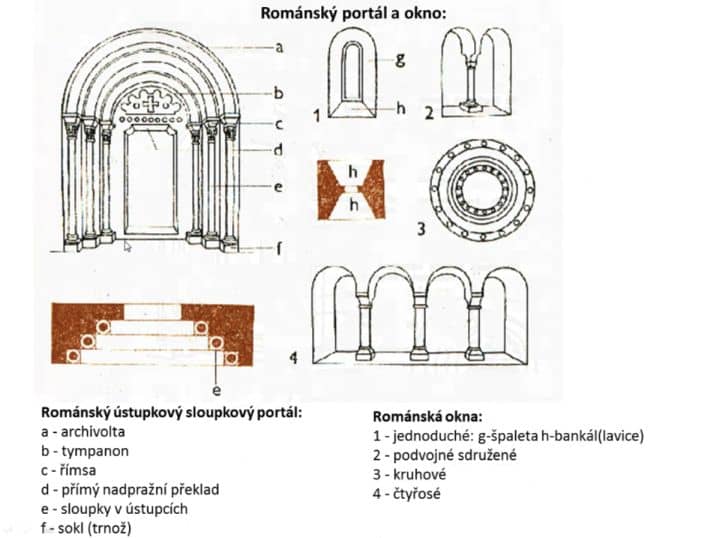 Románský portál a okno:
a
b
c
d
e
f
1
g
h
2
h
h
3
4
e
Románský ústupkový sloupkový portál:
a - archivolta
b - tympanon
c - římsa
d - přímý nadpražní překlad
e - sloupky v ústupcích
f - sokl (trnož)
Románská okna:
1 - jednoduché: g-špaleta h-bankál(lavice)
2 - podvojné sdružené
3 - kruhové
4 - čtyřosé